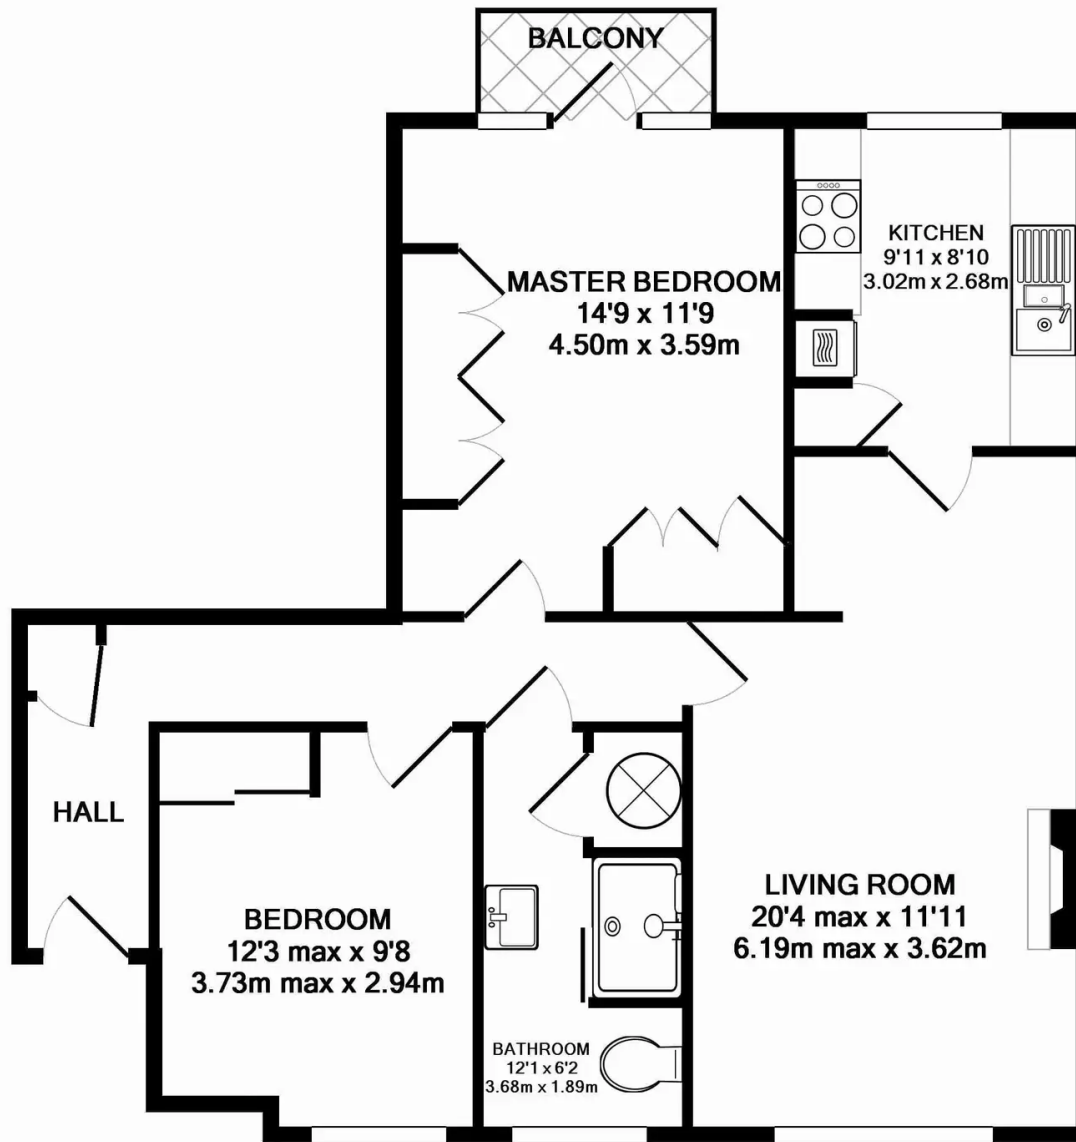 BALCONY
MASTER BEDROOM
14'9 x 11'9
4.50m x 3.59m
KITCHEN
9'11 x 8'10
3.02m x 2.68m
HALL
BEDROOM
12'3 max x 9'8
3.73m max x 2.94m
BATHROOM
12'1 x 6'2
3.68m x 1.89m
LIVING ROOM
20'4 max x 11'11
6.19m max x 3.62m